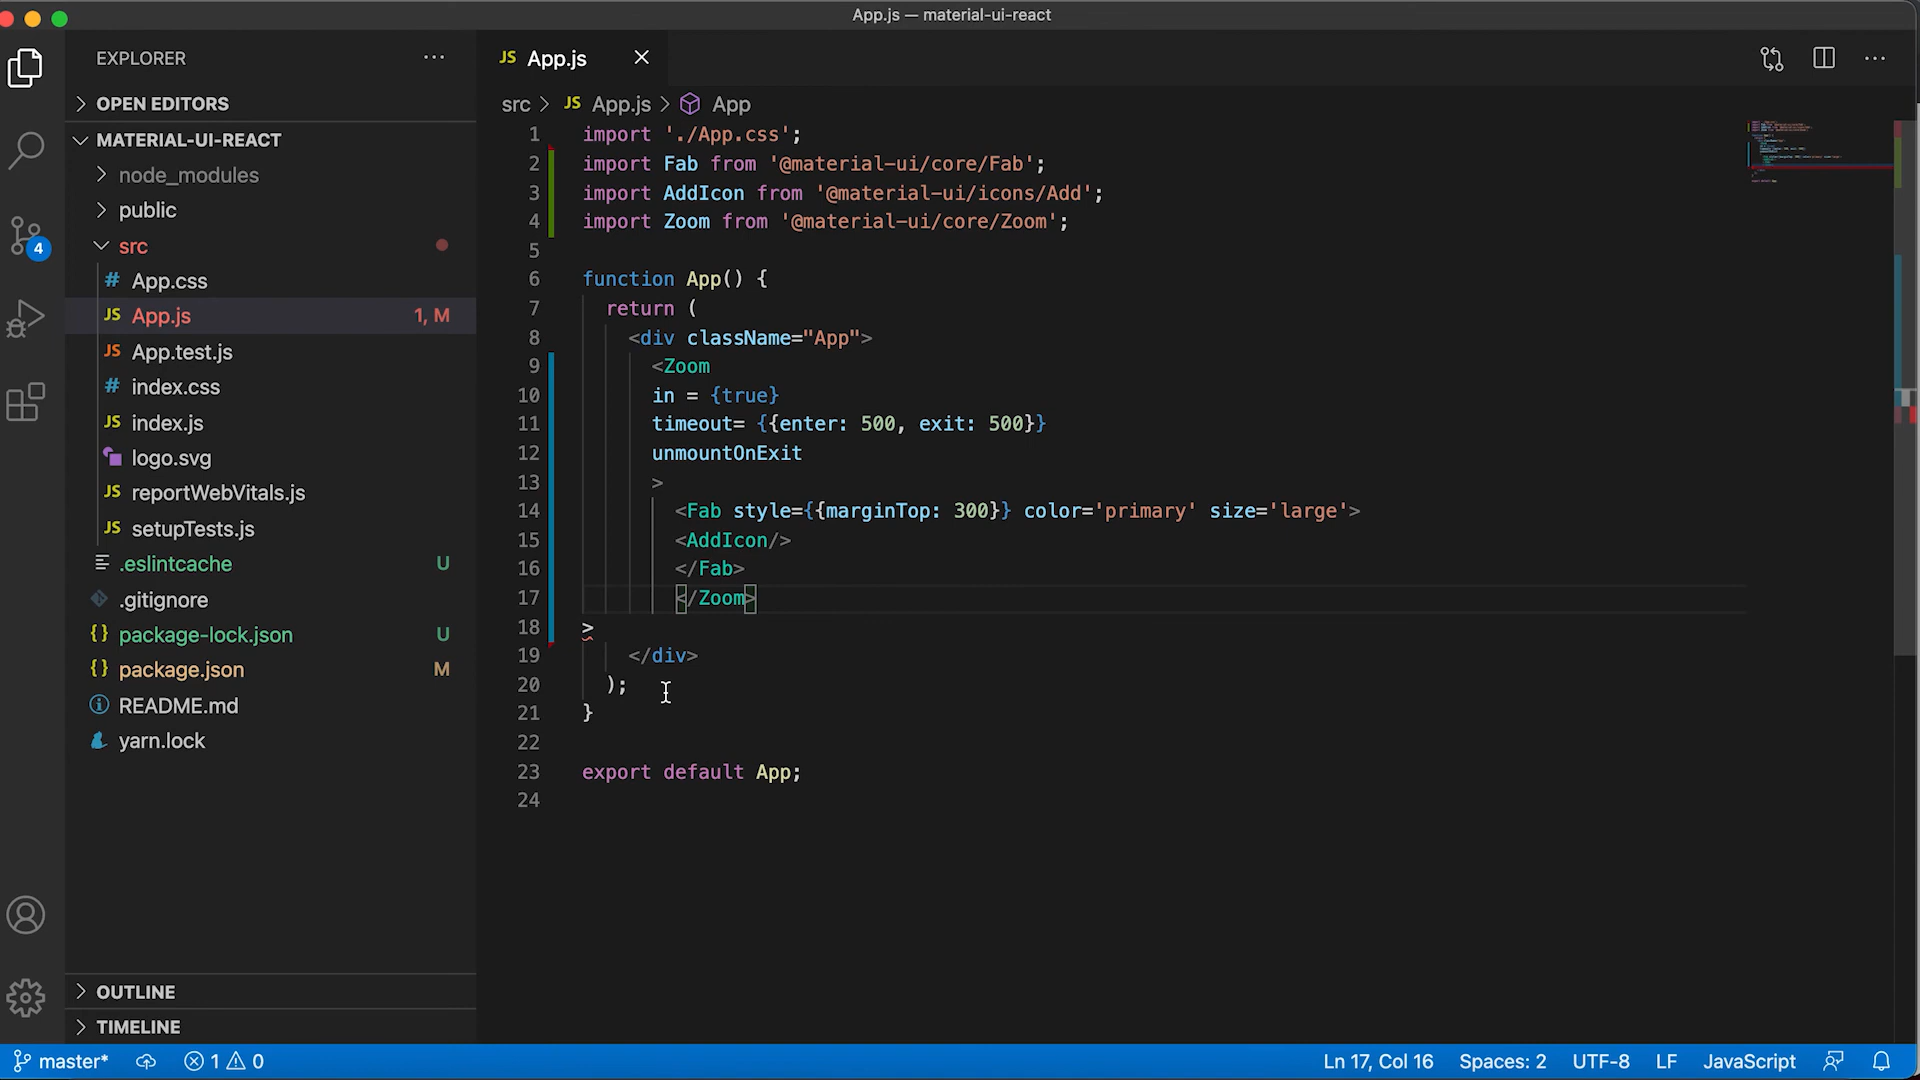 App.js — material-ui-react
EXPLORER
OPEN EDITORS
MATERIAL-UI-REACT
node_modules
public
src
# App.css
JS App.js 1, M
JS App.test.js
# index.css
JS index.js
logo.svg
JS reportWebVitals.js
JS setupTests.js
.eslintcache U
.gitignore
{} package-lock.json U
{} package.json M
README.md
yarn.lock
OUTLINE
TIMELINE
4
JS App.js
src > JS App.js > App
1 import './App.css';
2 import Fab from '@material-ui/core/Fab';
3 import AddIcon from '@material-ui/icons/Add';
4 import Zoom from '@material-ui/core/Zoom';
5
6 function App() {
7 return (
8 <div className="App">
9 <Zoom
10 in = {true}
11 timeout= {{enter: 500, exit: 500}}
12 unmountOnExit
13 >
14 <Fab style={{marginTop: 300}} color='primary' size='large'>
15 <AddIcon/>
16 </Fab>
17 </Zoom>
18 >
19 </div>
20 );
21 }
22
23 export default App;
24
master* 1 0 Ln 17, Col 16 Spaces: 2 UTF-8 LF JavaScript